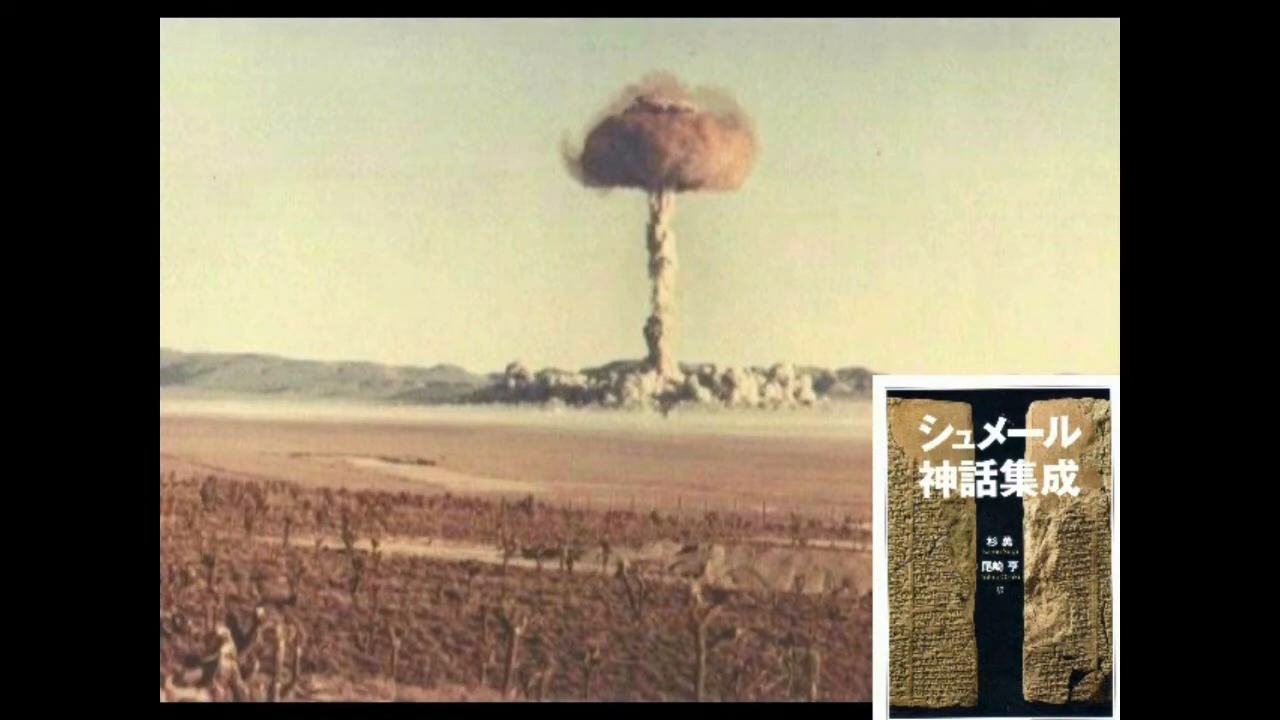 シュメール
神話集成
杉 勇
尾崎 亨
訳